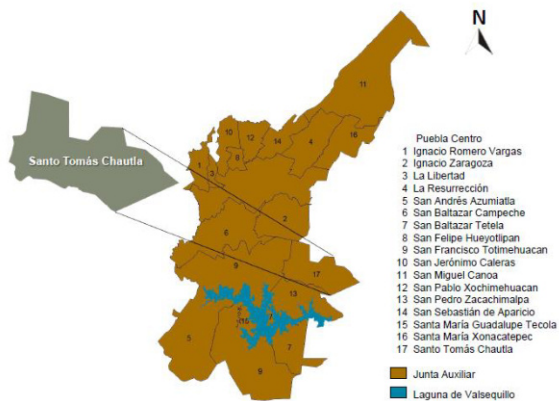 N
11
16
10
12
14
4
8
1
3
Santo Tomás Chautla
2
6
9
17
13
15
5
7
9
Puebla Centro
1 Ignacio Romero Vargas
2 Ignacio Zaragoza
3 La Libertad
4 La Resurrección
5 San Andrés Azumiatla
6 San Baltazar Campeche
7 San Baltazar Tetela
8 San Felipe Hueyotlipan
9 San Francisco Totimehuacan
10 San Jerónimo Caleras
11 San Miguel Canoa
12 San Pablo Xochimehuacan
13 San Pedro Zacachimalpa
14 San Sebastián de Aparicio
15 Santa María Guadalupe Tecola
16 Santa María Xonacatepec
17 Santo Tomás Chautla
Junta Auxiliar
Laguna de Valsequillo